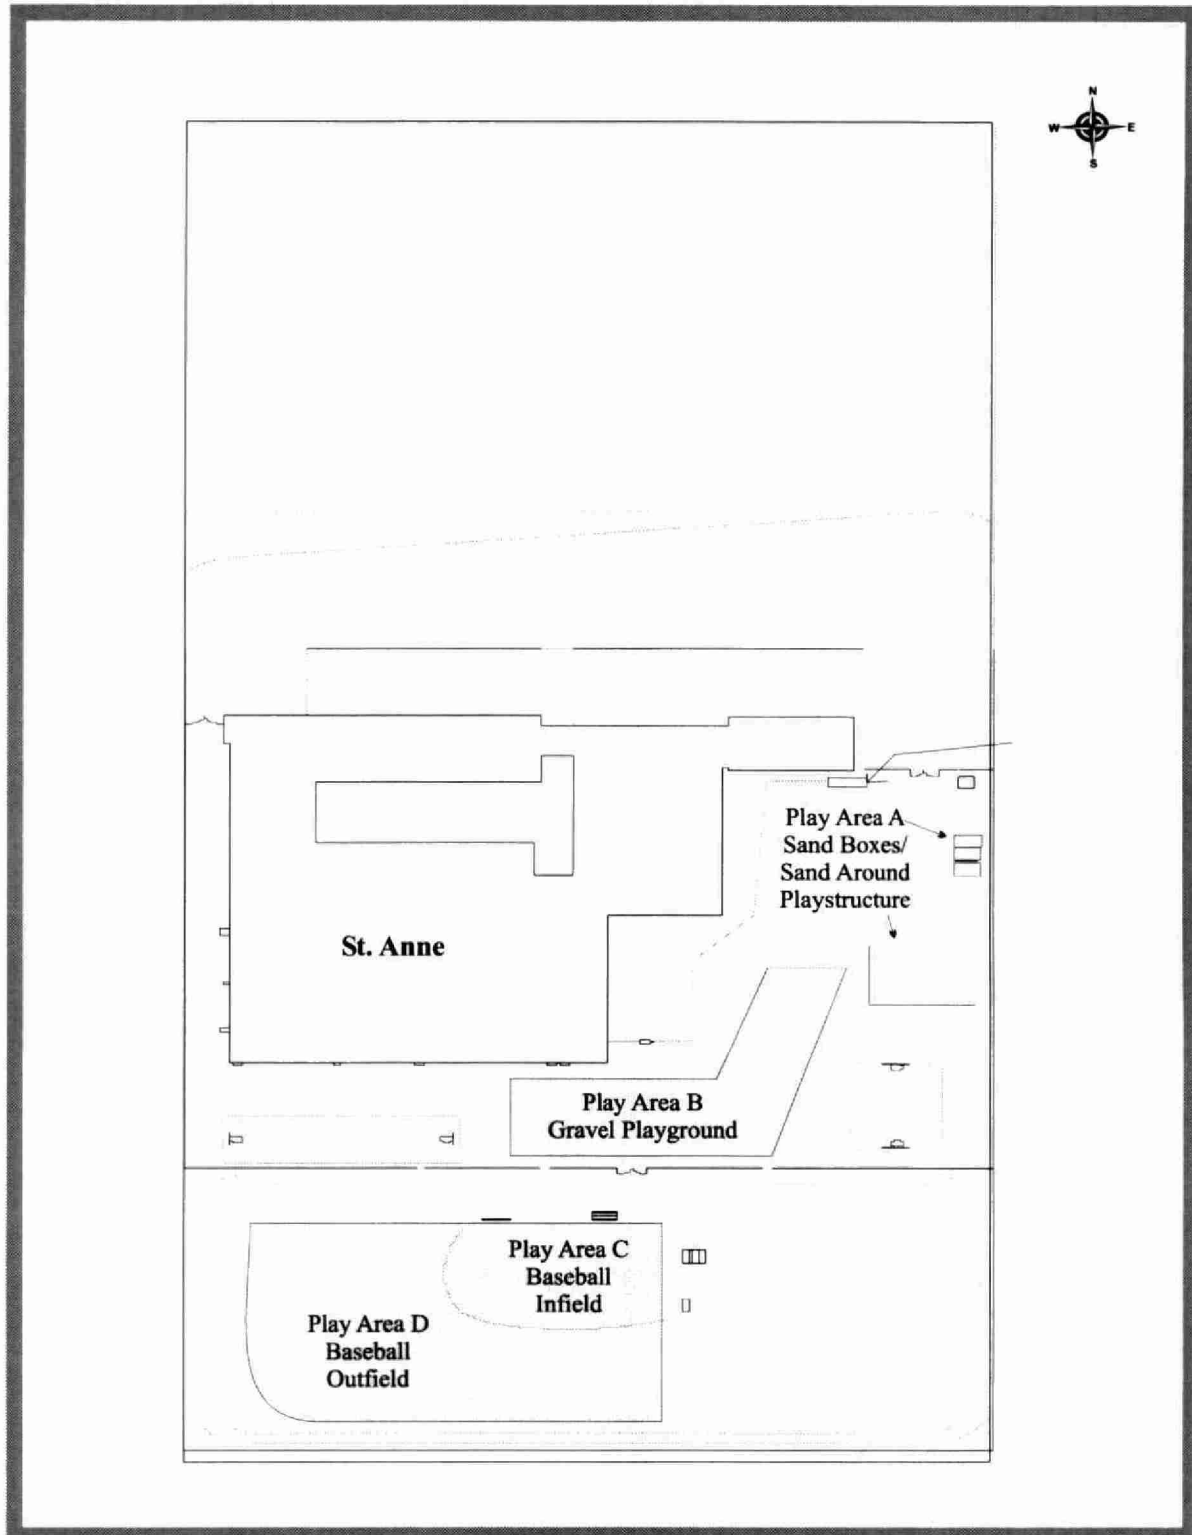 N
W E
S
Play Area A
Sand Boxes/
Sand Around
Playstructure
St. Anne
Play Area B
Gravel Playground
Play Area C
Baseball
Infield
Play Area D
Baseball
Outfield